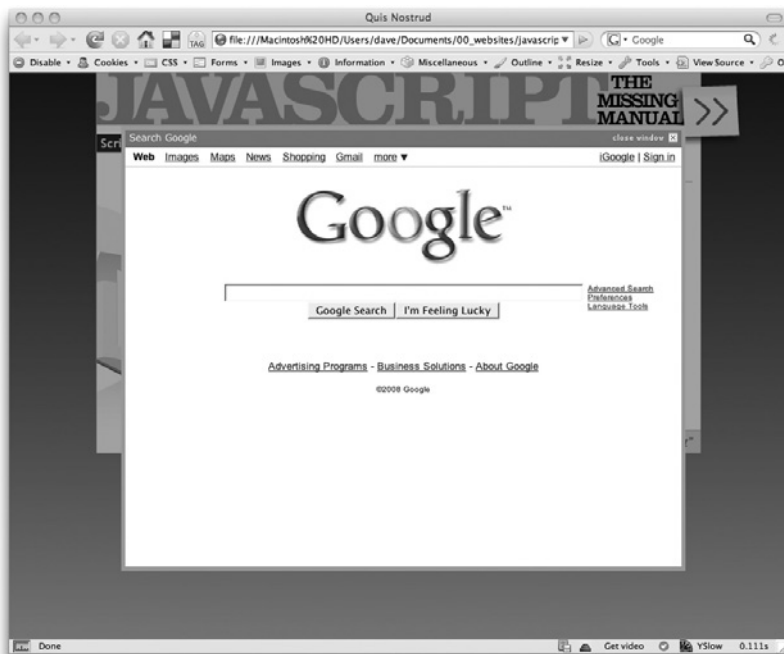 Quis Nostrud
TAG
file:///Macintosh%20HD/Users/dave/Documents/00_websites/javascrip
G Google
Disable Cookies CSS Forms Images Information Miscellaneous Outline Resize Tools View Source O
JAVASCRIPT
THE
MISSING
MANUAL
>>
Scri
Search Google
close window
Web Images Maps News Shopping Gmail more ▼
iGoogle | Sign in
Google™
Advanced Search
Preferences
Language Tools
Google Search
I'm Feeling Lucky
Advertising Programs - Business Solutions - About Google
©2008 Google
Done
Get video
YSlow
0.111s